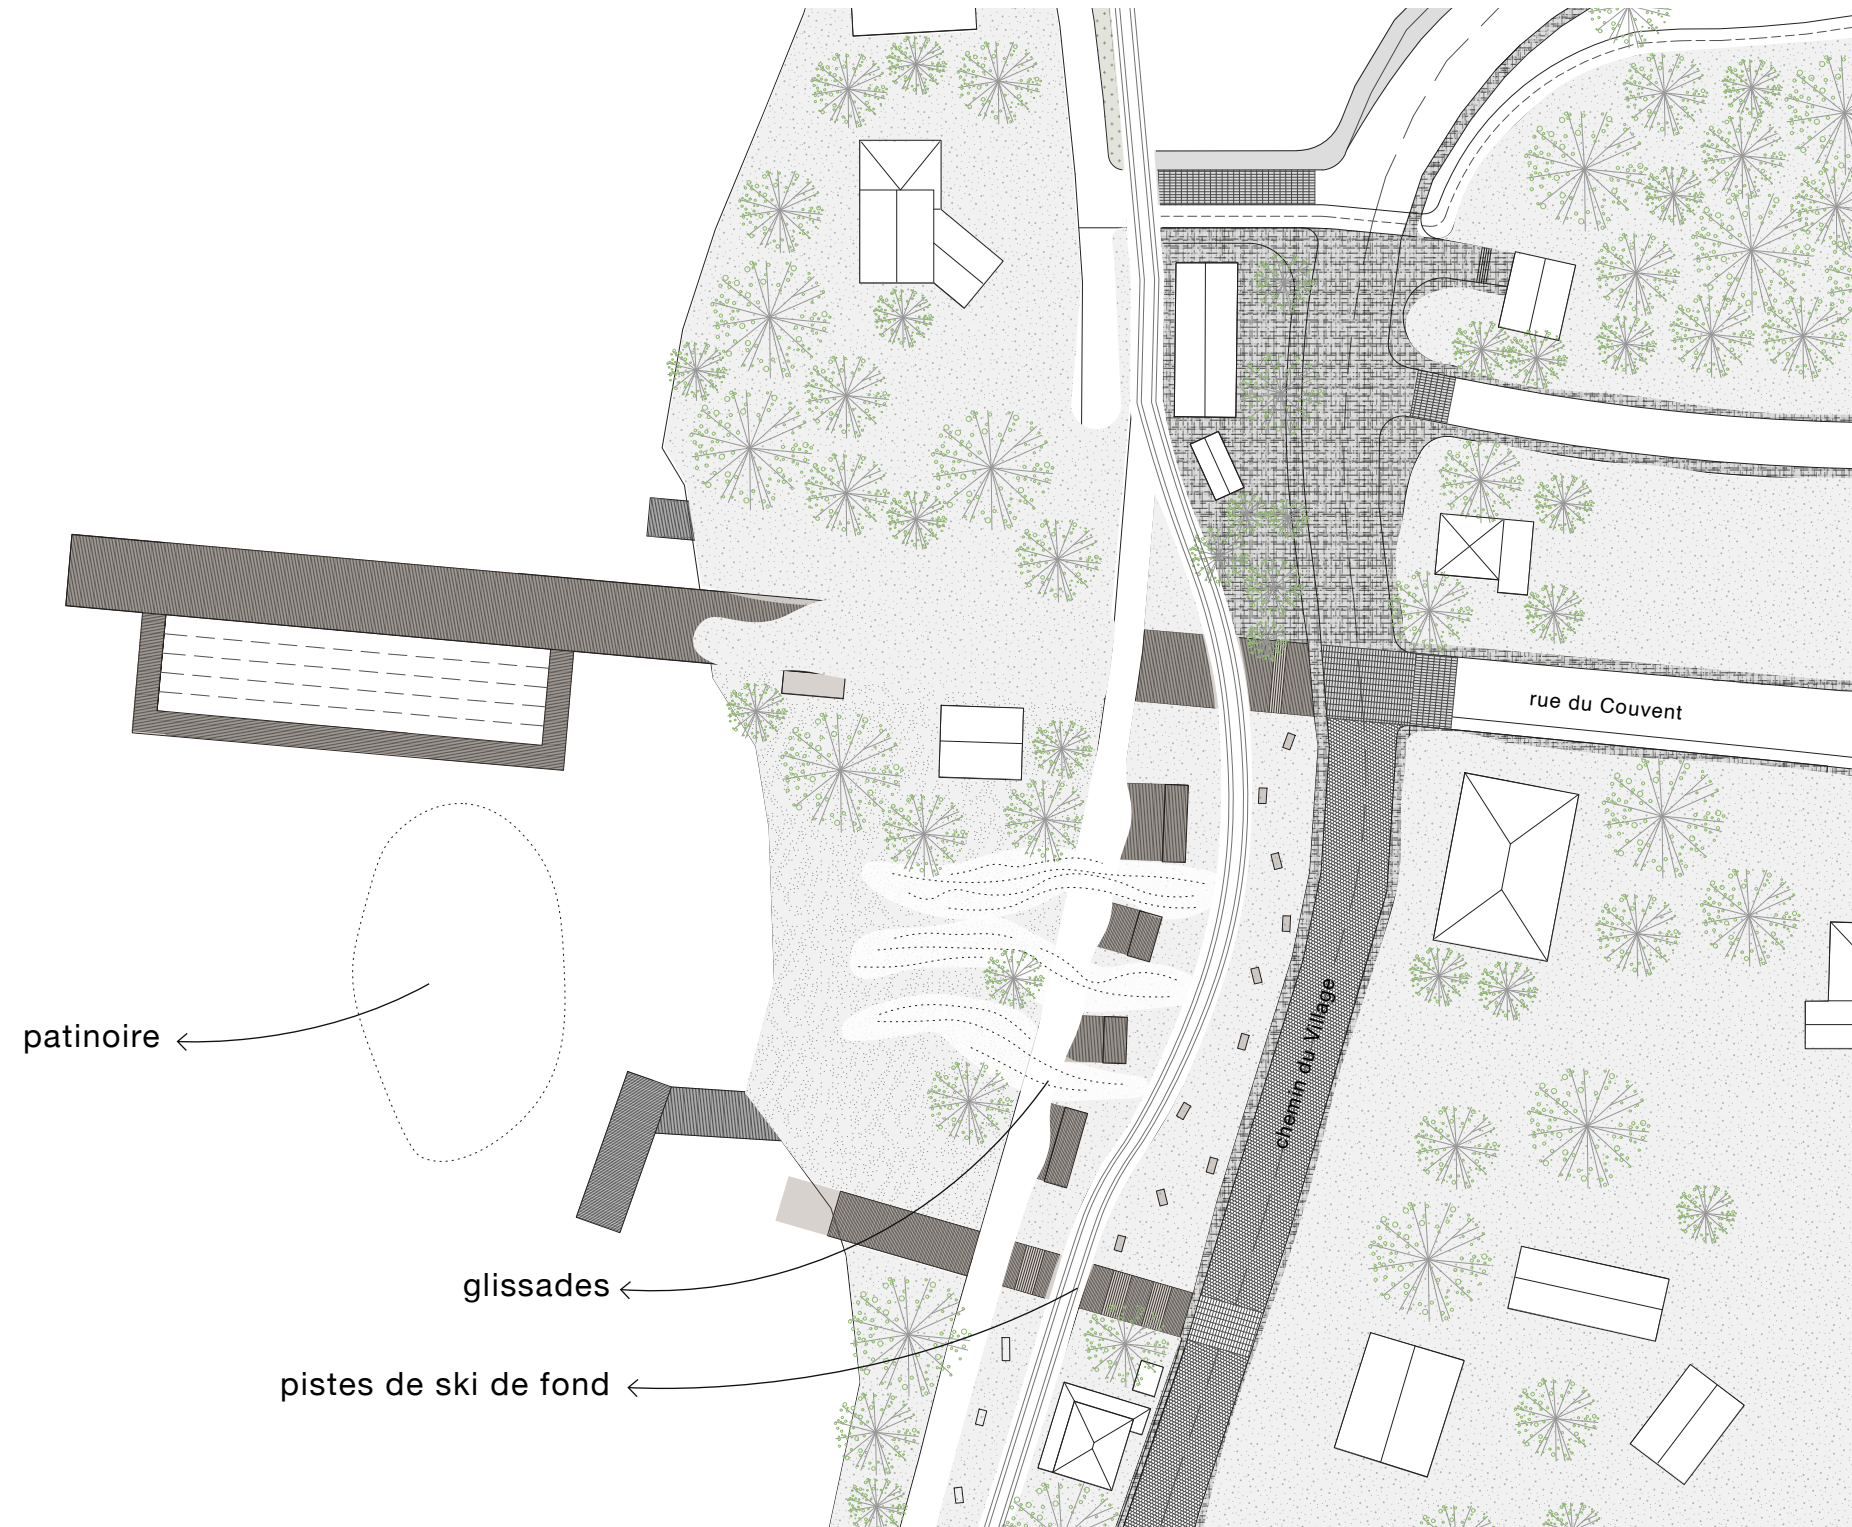 rue du Couvent
chemin du Village
patinoire
glissades
pistes de ski de fond